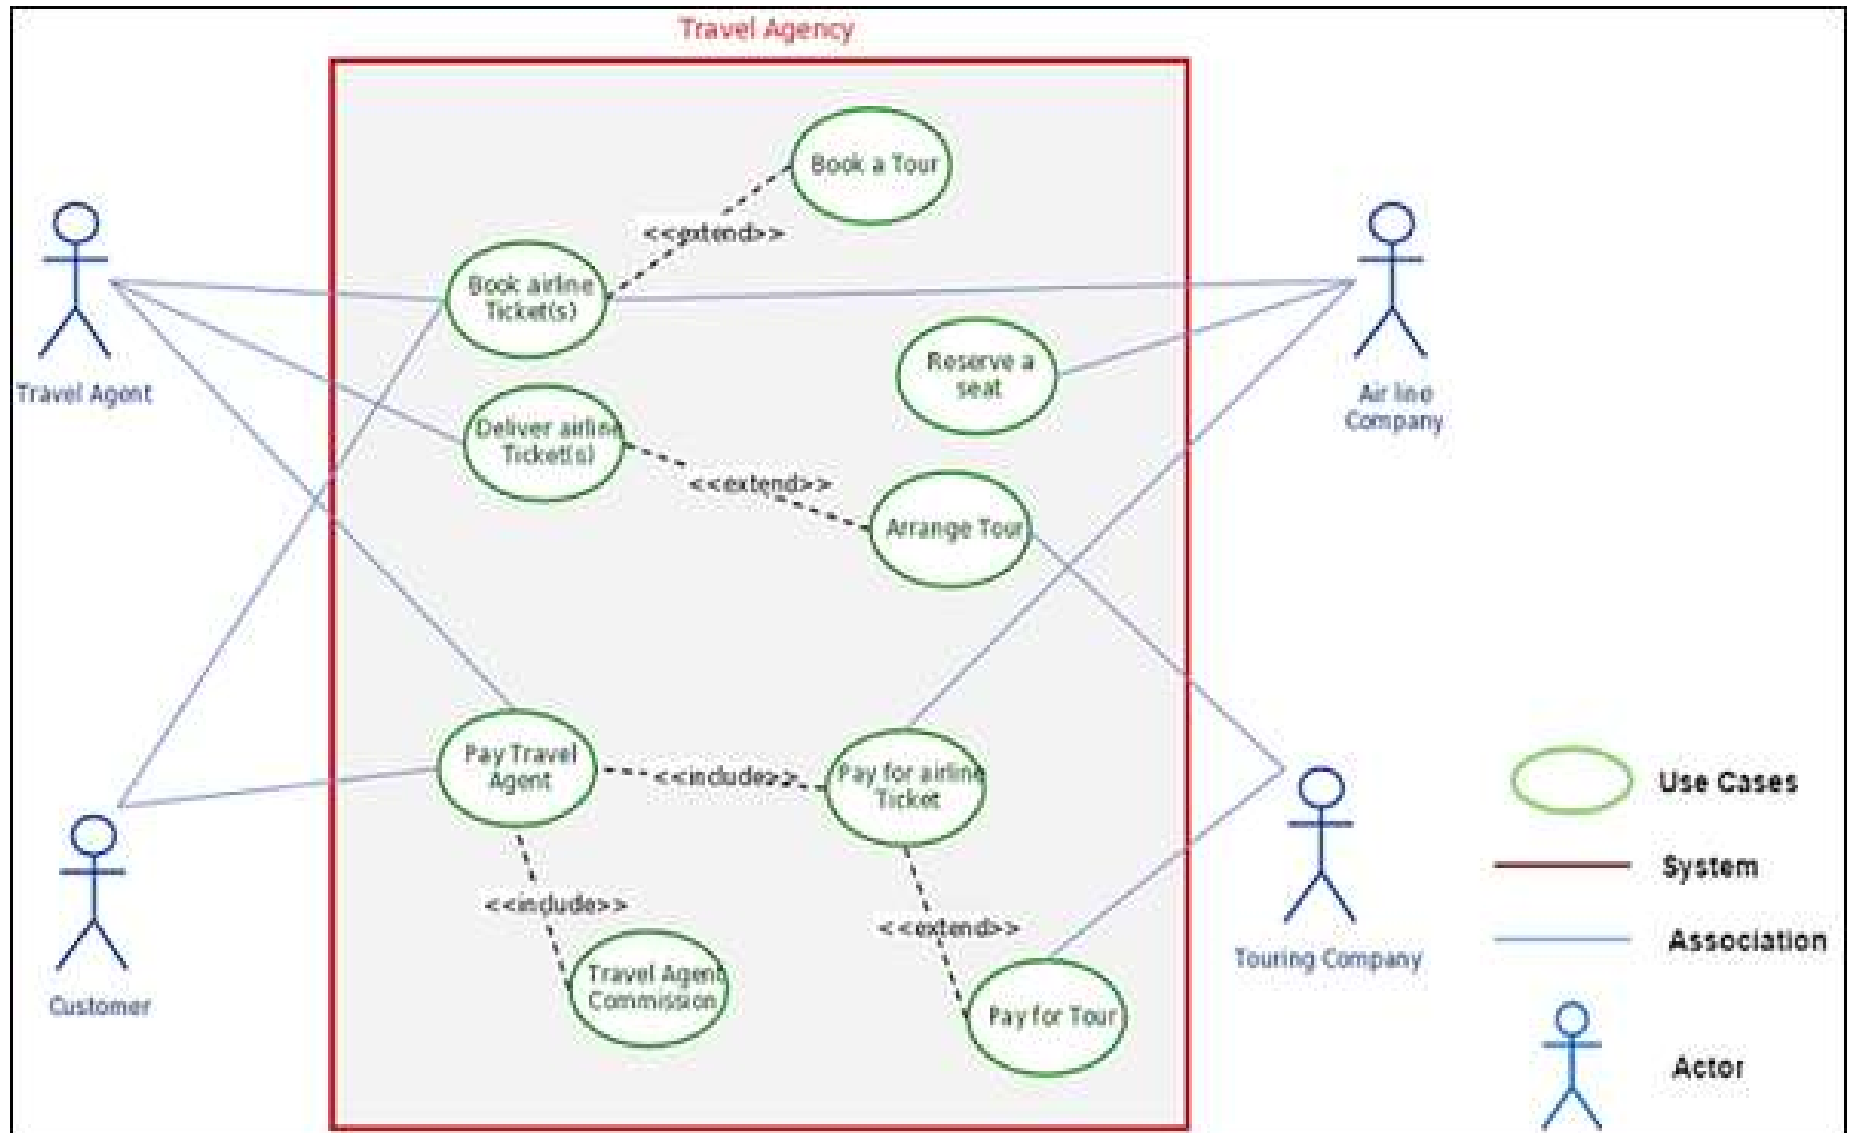 Travel Agency
Book a Tour
<<extend>>
Book airline
Ticket(s)
Travel Agent
Reserve a
seat
Air lino
Company
Deliver airline
Ticket(s)
<<extend>>
Arrange Tour
Pay Travel
Agent
<<include>>
Pay for airline
Ticket
Use Cases
System
<<include>>
<<extend>>
Association
Touring Company
Travel Agent
Commission
Customer
Pay for Tour
Actor